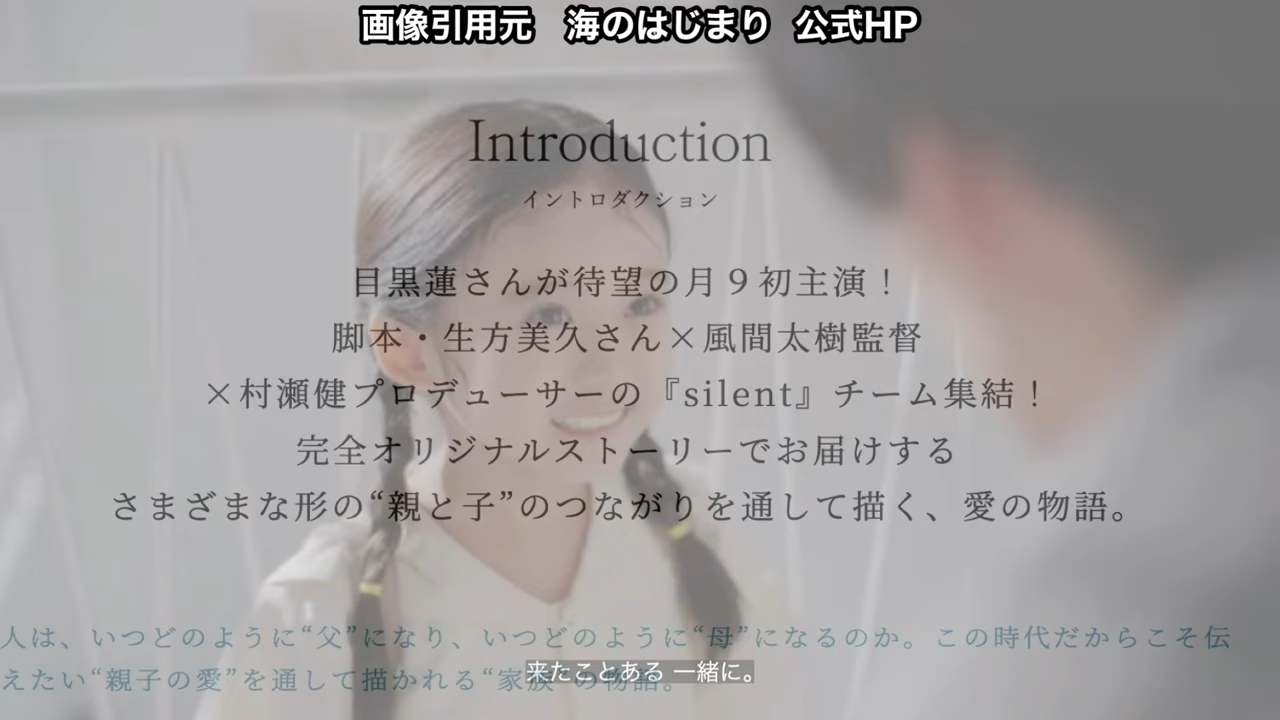 画像引用元　海のはじまり 公式HP
Introduction
イントロダクション
目黒蓮さんが待望の月９初主演！
脚本・生方美久さん×風間太樹監督
×村瀬健プロデューサーの『silent』チーム集結！
完全オリジナルストーリーでお届けする
さまざまな形の“親と子”のつながりを通して描く、愛の物語。
人は、いつどのように“父”になり、いつどのように“母”になるのか。この時代だからこそ伝
えたい“親子の愛”を通して描かれる“家族”の物語。
来たことある 一緒に。